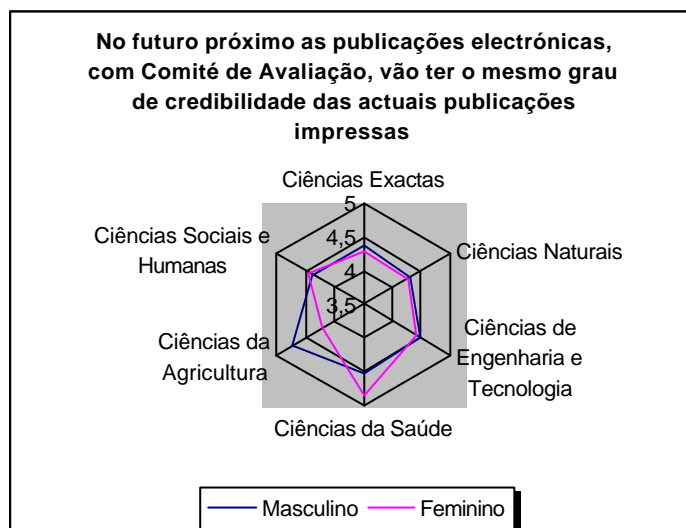 No futuro próximo as publicações electrónicas,
com Comité de Avaliação, vão ter o mesmo grau
de credibilidade das actuais publicações
impressas
Ciências Exactas
5
4,5
4
3,5
Ciências Sociais e
Humanas
Ciências Naturais
Ciências da
Agricultura
Ciências de
Engenharia e
Tecnologia
Ciências da Saúde
Masculino
Feminino